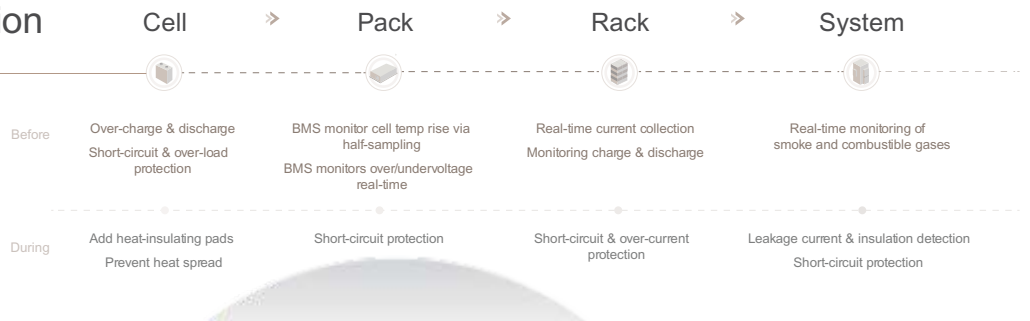 ion
Cell
Pack
Rack
System
Before
Over-charge & discharge
Short-circuit & over-load
protection
BMS monitor cell temp rise via
half-sampling
BMS monitors over/undervoltage
real-time
Real-time current collection
Monitoring charge & discharge
Real-time monitoring of
smoke and combustible gases
During
Add heat-insulating pads
Prevent heat spread
Short-circuit protection
Short-circuit & over-current
protection
Leakage current & insulation detection
Short-circuit protection